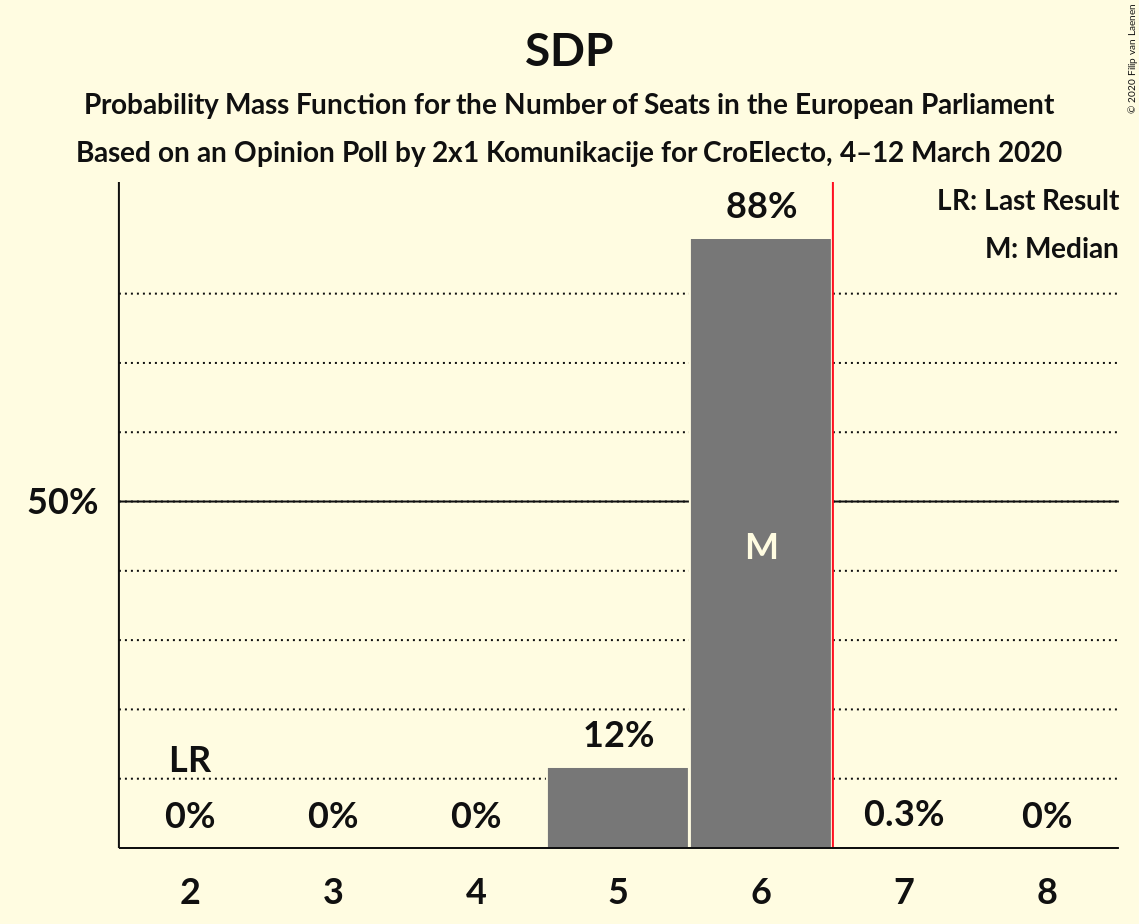 SDP
Probability Mass Function for the Number of Seats in the European Parliament
Based on an Opinion Poll by 2x1 Komunikacije for CroElecto, 4–12 March 2020
© 2020 Filip van Laenen
LR: Last Result
M: Median
88%
50%
M
12%
LR
0%
0%
0%
0.3%
0%
2
3
4
5
6
7
8